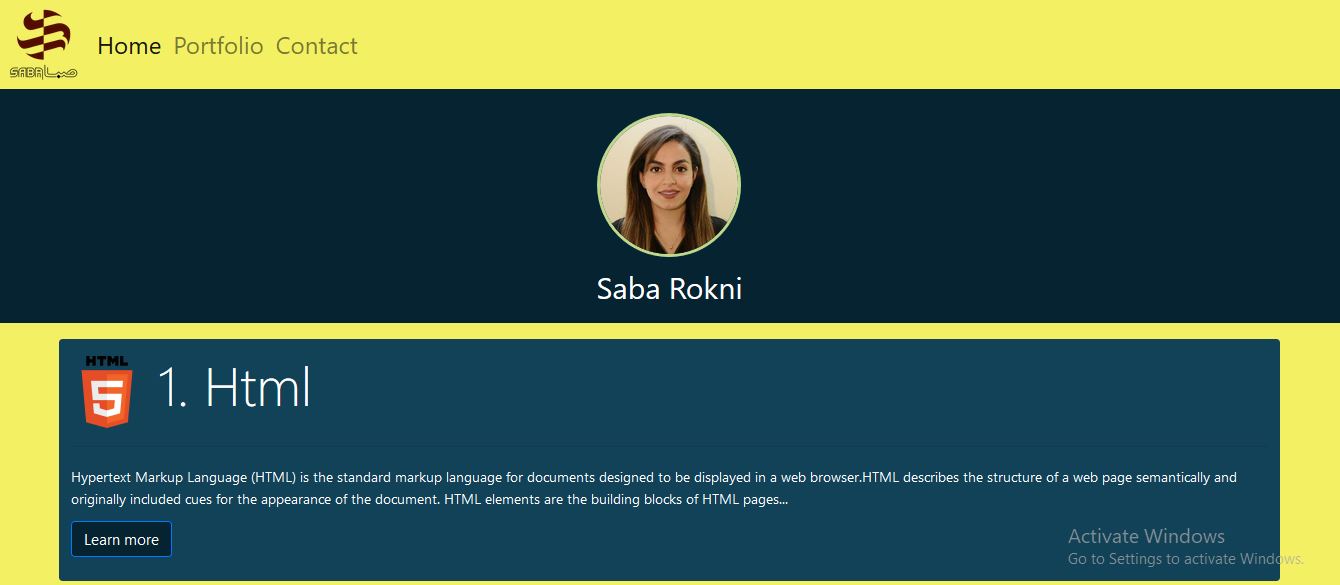 SABA صبا
Home Portfolio Contact
Saba Rokni
HTML
5
1. Html
Hypertext Markup Language (HTML) is the standard markup language for documents designed to be displayed in a web browser.HTML describes the structure of a web page semantically and
originally included cues for the appearance of the document. HTML elements are the building blocks of HTML pages...
Learn more
Activate Windows
Go to Settings to activate Windows.